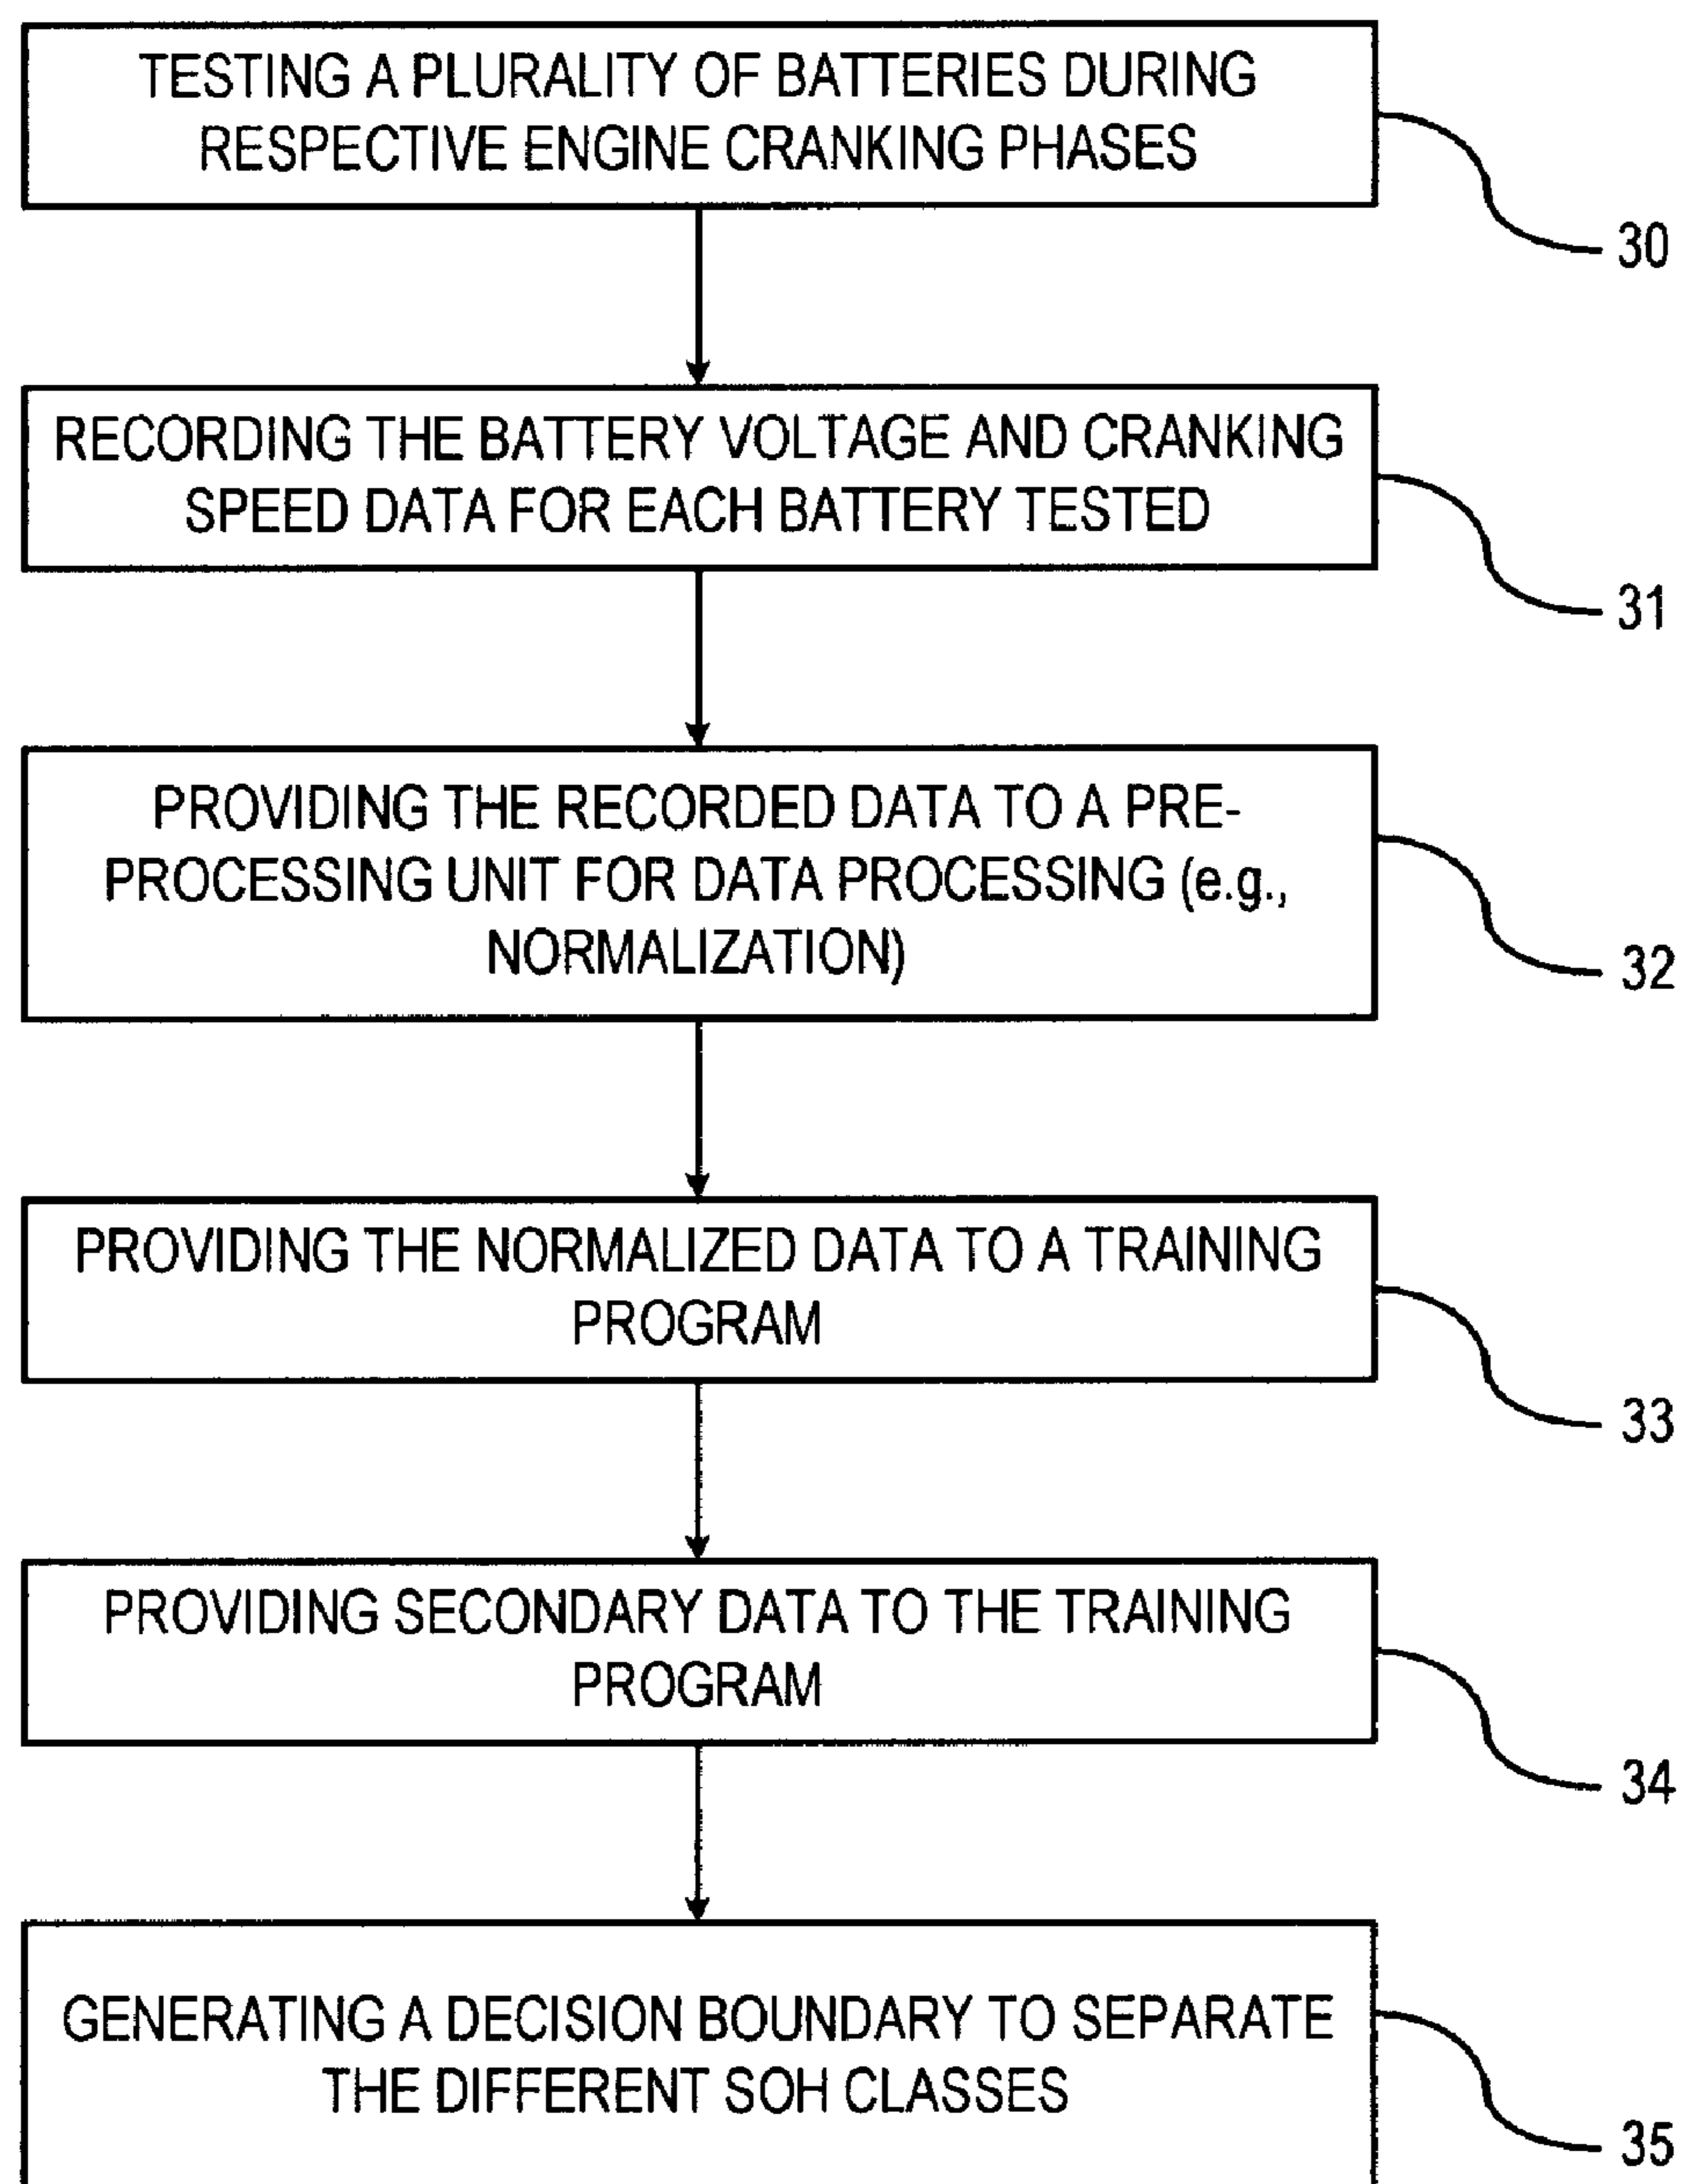 TESTING A PLURALITY OF BATTERIES DURING
RESPECTIVE ENGINE CRANKING PHASES
30
RECORDING THE BATTERY VOLTAGE AND CRANKING
SPEED DATA FOR EACH BATTERY TESTED
31
PROVIDING THE RECORDED DATA TO A PRE-
PROCESSING UNIT FOR DATA PROCESSING (e.g.,
NORMALIZATION)
32
PROVIDING THE NORMALIZED DATA TO A TRAINING
PROGRAM
33
PROVIDING SECONDARY DATA TO THE TRAINING
PROGRAM
34
GENERATING A DECISION BOUNDARY TO SEPARATE
THE DIFFERENT SOH CLASSES
35